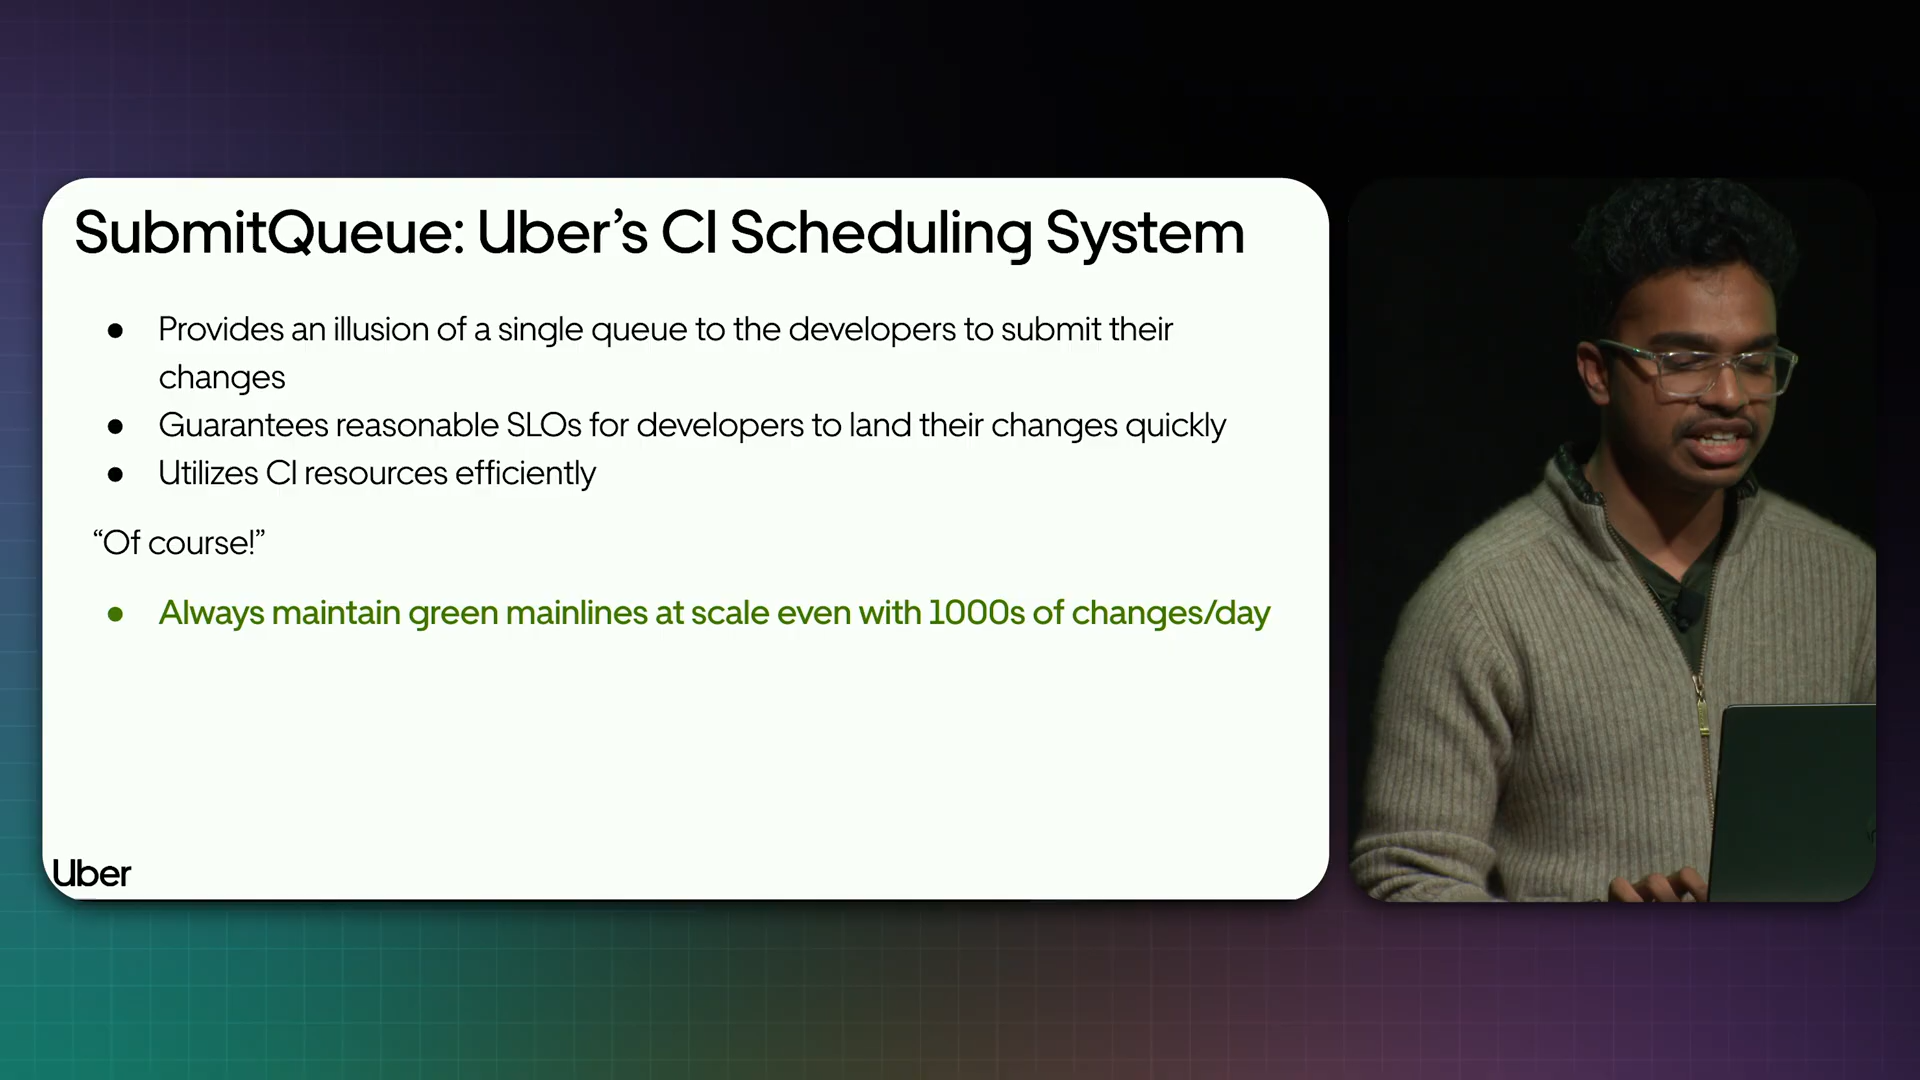 SubmitQueue: Uber’s CI Scheduling System
● Provides an illusion of a single queue to the developers to submit their
changes
● Guarantees reasonable SLOs for developers to land their changes quickly
● Utilizes CI resources efficiently
“Of course!”
● Always maintain green mainlines at scale even with 1000s of changes/day
Uber